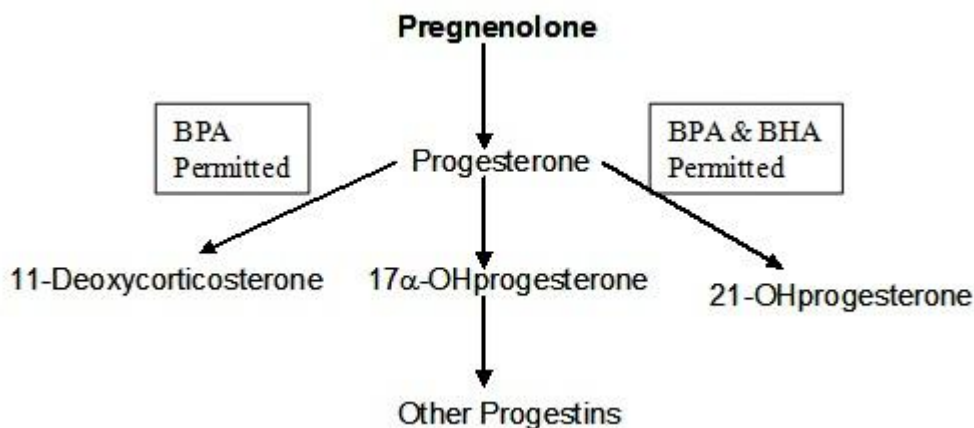 Pregnenolone
BPA
Permitted
BPA & BHA
Permitted
Progesterone
11-Deoxycorticosterone
17α-OHprogesterone
21-OHprogesterone
Other Progestins